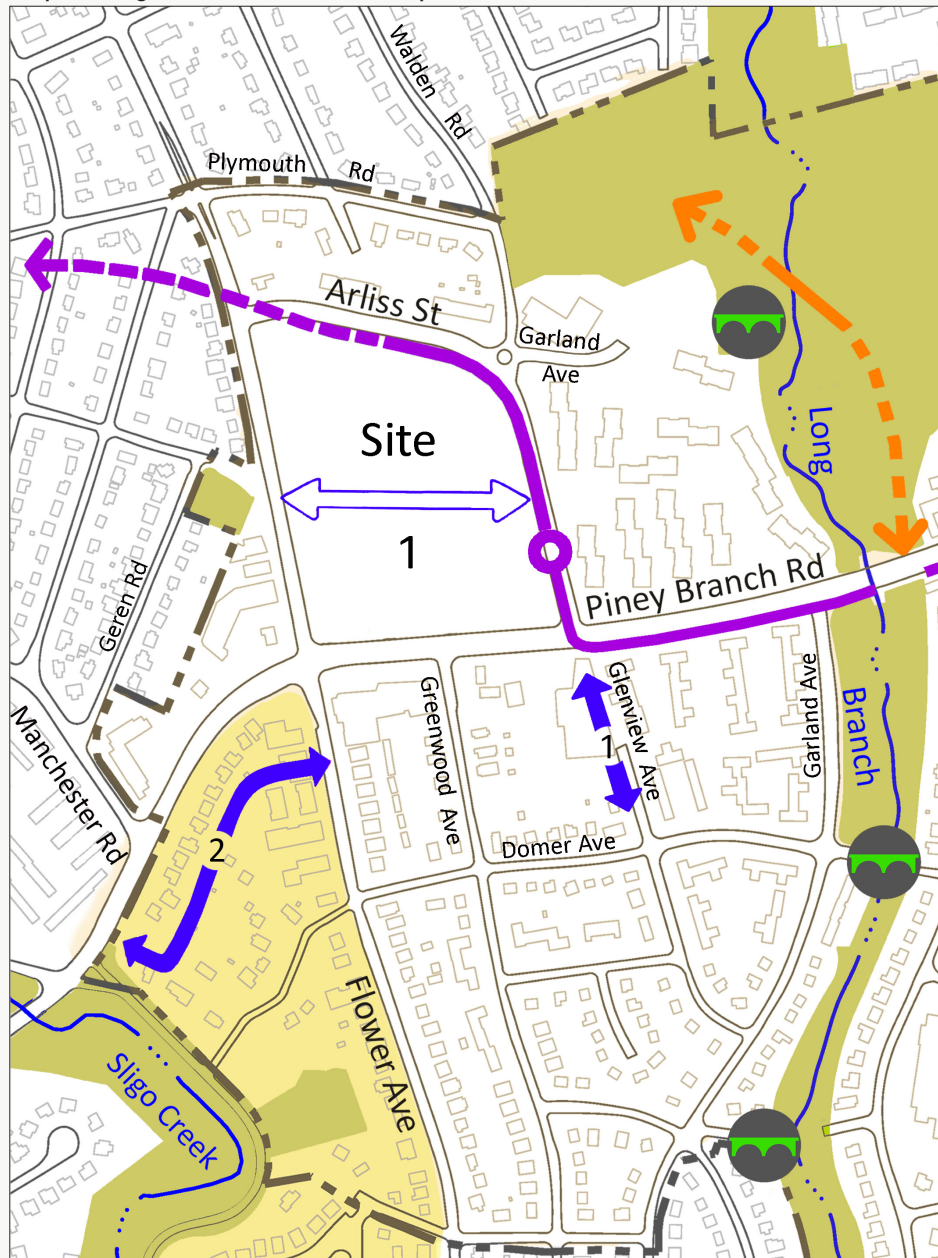 Walden
Rd
Plymouth
Rd
Arliss St
Garland
Ave
Site
1
Long
Geren Rd
Piney Branch Rd
Manchester Rd
Greenwood Ave
Glenview Ave
1
Garland Ave
Branch
2
Domer Ave
Flower Ave
Sligo Creek